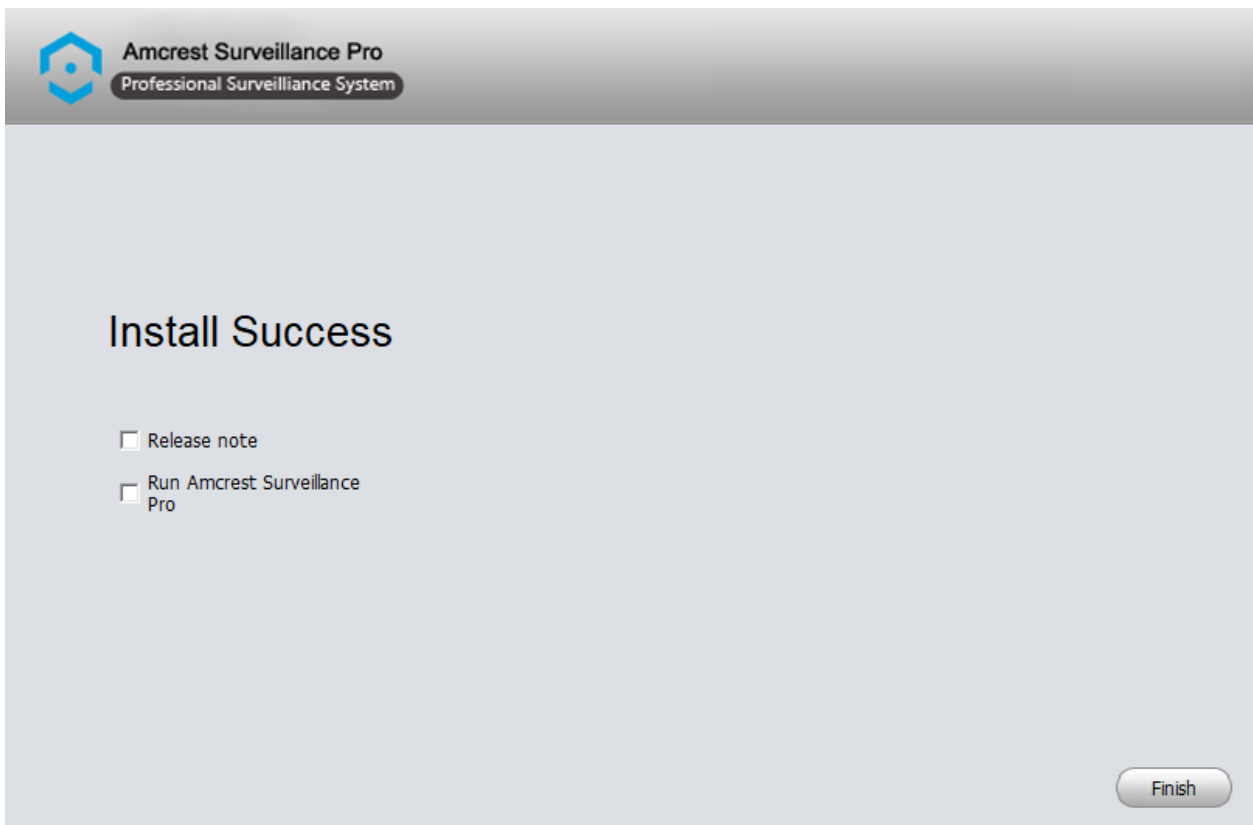 Amcrest Surveillance Pro
Professional Surveilliance System
Install Success
Release note
Run Amcrest Surveillance
Pro
Finish